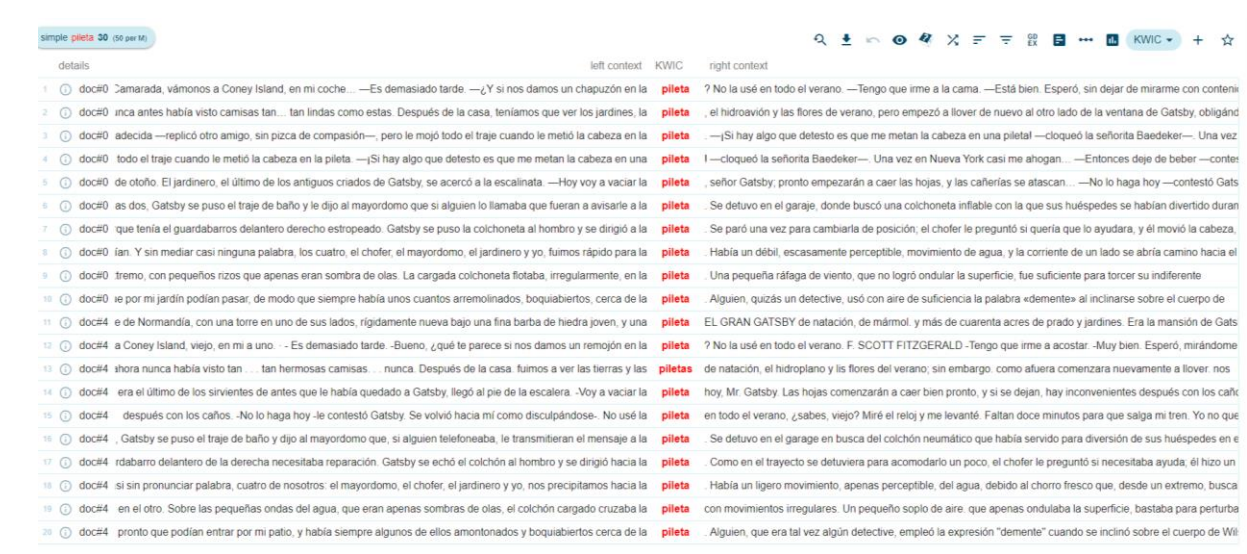 simple pileta 30 (50 per M)
GD EX KWIC +
details left context KWIC right context
1 doc#0 Camarada, vámonos a Coney Island, en mi coche... —Es demasiado tarde. —¿Y si nos damos un chapuzón en la pileta ? No la usé en todo el verano. —Tengo que irme a la cama. —Está bien. Esperó, sin dejar de mirarme con conteni
2 doc#0 inca antes había visto camisas tan... tan lindas como estas. Después de la casa, teníamos que ver los jardines, la pileta , el hidroavión y las flores de verano, pero empezó a llover de nuevo al otro lado de la ventana de Gatsby, obligánd
3 doc#0 adecida —replicó otro amigo, sin pizca de compasión—, pero le mojó todo el traje cuando le metió la cabeza en la pileta . —¡Si hay algo que detesto es que me metan la cabeza en una pileta! —cloqueó la señorita Baedeker—. Una vez
4 doc#0 todo el traje cuando le metió la cabeza en la pileta. —¡Si hay algo que detesto es que me metan la cabeza en una pileta ! —cloqueó la señorita Baedeker—. Una vez en Nueva York casi me ahogan... —Entonces deje de beber —contes
5 doc#0 de otoño. El jardinero, el último de los antiguos criados de Gatsby, se acercó a la escalinata. —Hoy voy a vaciar la pileta , señor Gatsby; pronto empezarán a caer las hojas, y las cañerías se atascan... —No lo haga hoy —contestó Gats
6 doc#0 as dos, Gatsby se puso el traje de baño y le dijo al mayordomo que si alguien lo llamaba que fueran a avisarle a la pileta . Se detuvo en el garaje, donde buscó una colchoneta inflable con la que sus huéspedes se habían divertido duran
7 doc#0 que tenía el guardabarros delantero derecho estropeado. Gatsby se puso la colchoneta al hombro y se dirigió a la pileta . Se paró una vez para cambiarla de posición; el chofer le preguntó si quería que lo ayudara, y él movió la cabeza,
8 doc#0 ían. Y sin mediar casi ninguna palabra, los cuatro, el chofer, el mayordomo, el jardinero y yo, fuimos rápido para la pileta . Había un débil, escasamente perceptible, movimiento de agua, y la corriente de un lado se abría camino hacia el
9 doc#0 tremo, con pequeños rizos que apenas eran sombra de olas. La cargada colchoneta flotaba, irregularmente, en la pileta . Una pequeña ráfaga de viento, que no logró ondular la superficie, fue suficiente para torcer su indiferente
10 doc#0 ie por mi jardín podían pasar, de modo que siempre había unos cuantos arremolinados, boquiabiertos, cerca de la pileta . Alguien, quizás un detective, usó con aire de suficiencia la palabra «demente» al inclinarse sobre el cuerpo de
11 doc#4 e de Normandía, con una torre en uno de sus lados, rígidamente nueva bajo una fina barba de hiedra joven, y una pileta EL GRAN GATSBY de natación, de mármol. y más de cuarenta acres de prado y jardines. Era la mansión de Gats
12 doc#4 a Coney Island, viejo, en mi a uno. · - Es demasiado tarde. -Bueno, ¿qué te parece si nos damos un remojón en la pileta ? No la usé en todo el verano. F. SCOTT FITZGERALD -Tengo que irme a acostar. -Muy bien. Esperó, mirándome
13 doc#4 ahora nunca había visto tan . . . tan hermosas camisas. . . nunca. Después de la casa. fuimos a ver las tierras y las piletas de natación, el hidroplano y lis flores del verano; sin embargo. como afuera comenzara nuevamente a llover. nos
14 doc#4 era el último de los sirvientes de antes que le había quedado a Gatsby, llegó al pie de la escalera. -Voy a vaciar la pileta hoy, Mr. Gatsby. Las hojas comenzarán a caer bien pronto, y si se dejan, hay inconvenientes después con los caño
15 doc#4 después con los caños. -No lo haga hoy -le contestó Gatsby. Se volvió hacia mí como disculpándose-. No usé la pileta en todo el verano, ¿sabes, viejo? Miré el reloj y me levanté. Faltan doce minutos para que salga mi tren. Yo no que
16 doc#4 , Gatsby se puso el traje de baño y dijo al mayordomo que, si alguien telefoneaba, le transmitieran el mensaje a la pileta . Se detuvo en el garage en busca del colchón neumático que había servido para diversión de sus huéspedes en e
17 doc#4 rdabarro delantero de la derecha necesitaba reparación. Gatsby se echó el colchón al hombro y se dirigió hacia la pileta . Como en el trayecto se detuviera para acomodarlo un poco, el chofer le preguntó si necesitaba ayuda; él hizo un
18 doc#4 si sin pronunciar palabra, cuatro de nosotros: el mayordomo, el chofer, el jardinero y yo, nos precipitamos hacia la pileta . Había un ligero movimiento, apenas perceptible, del agua, debido al chorro fresco que, desde un extremo, busca
19 doc#4 en el otro. Sobre las pequeñas ondas del agua, que eran apenas sombras de olas, el colchón cargado cruzaba la pileta con movimientos irregulares. Un pequeño soplo de aire. que apenas ondulaba la superficie, bastaba para perturba
20 doc#4 pronto que podían entrar por mi patio, y había siempre algunos de ellos amontonados y boquiabiertos cerca de la pileta . Alguien, que era tal vez algún detective, empleó la expresión "demente" cuando se inclinó sobre el cuerpo de Wil